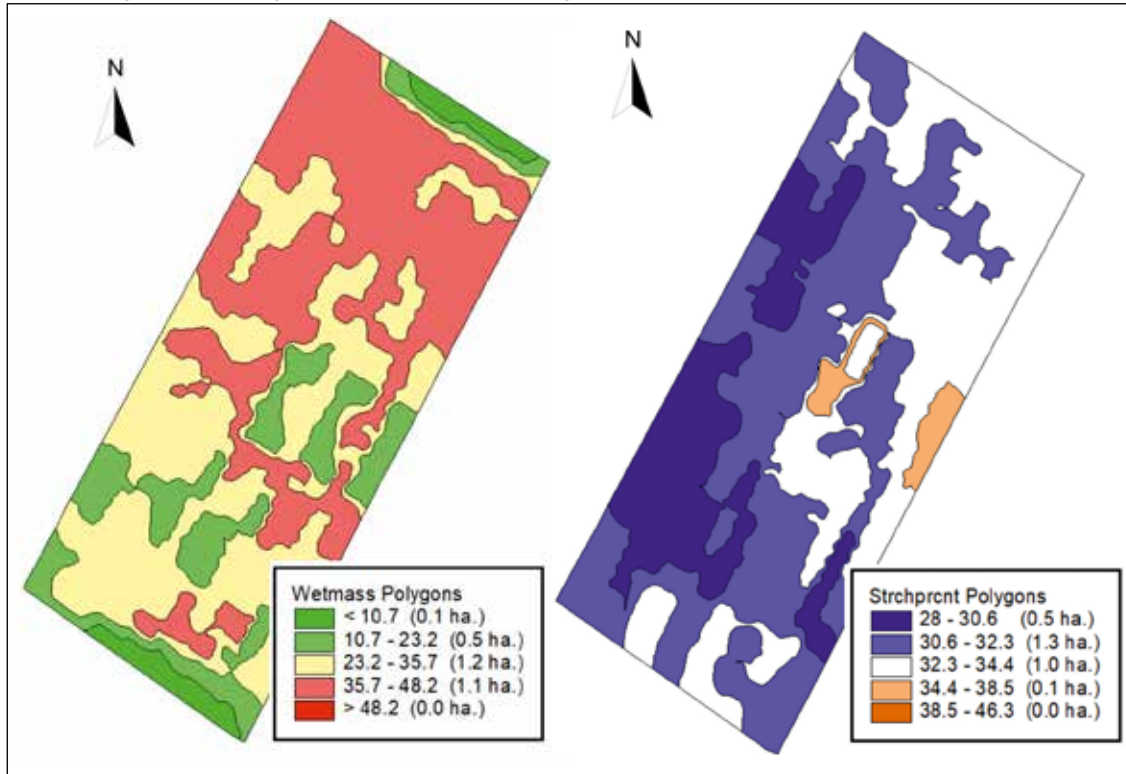 N
N
Wetmass Polygons
< 10.7 (0.1 ha.)
10.7 - 23.2 (0.5 ha.)
23.2 - 35.7 (1.2 ha.)
35.7 - 48.2 (1.1 ha.)
> 48.2 (0.0 ha.)
Strchprcnt Polygons
28 - 30.6 (0.5 ha.)
30.6 - 32.3 (1.3 ha.)
32.3 - 34.4 (1.0 ha.)
34.4 - 38.5 (0.1 ha.)
38.5 - 46.3 (0.0 ha.)